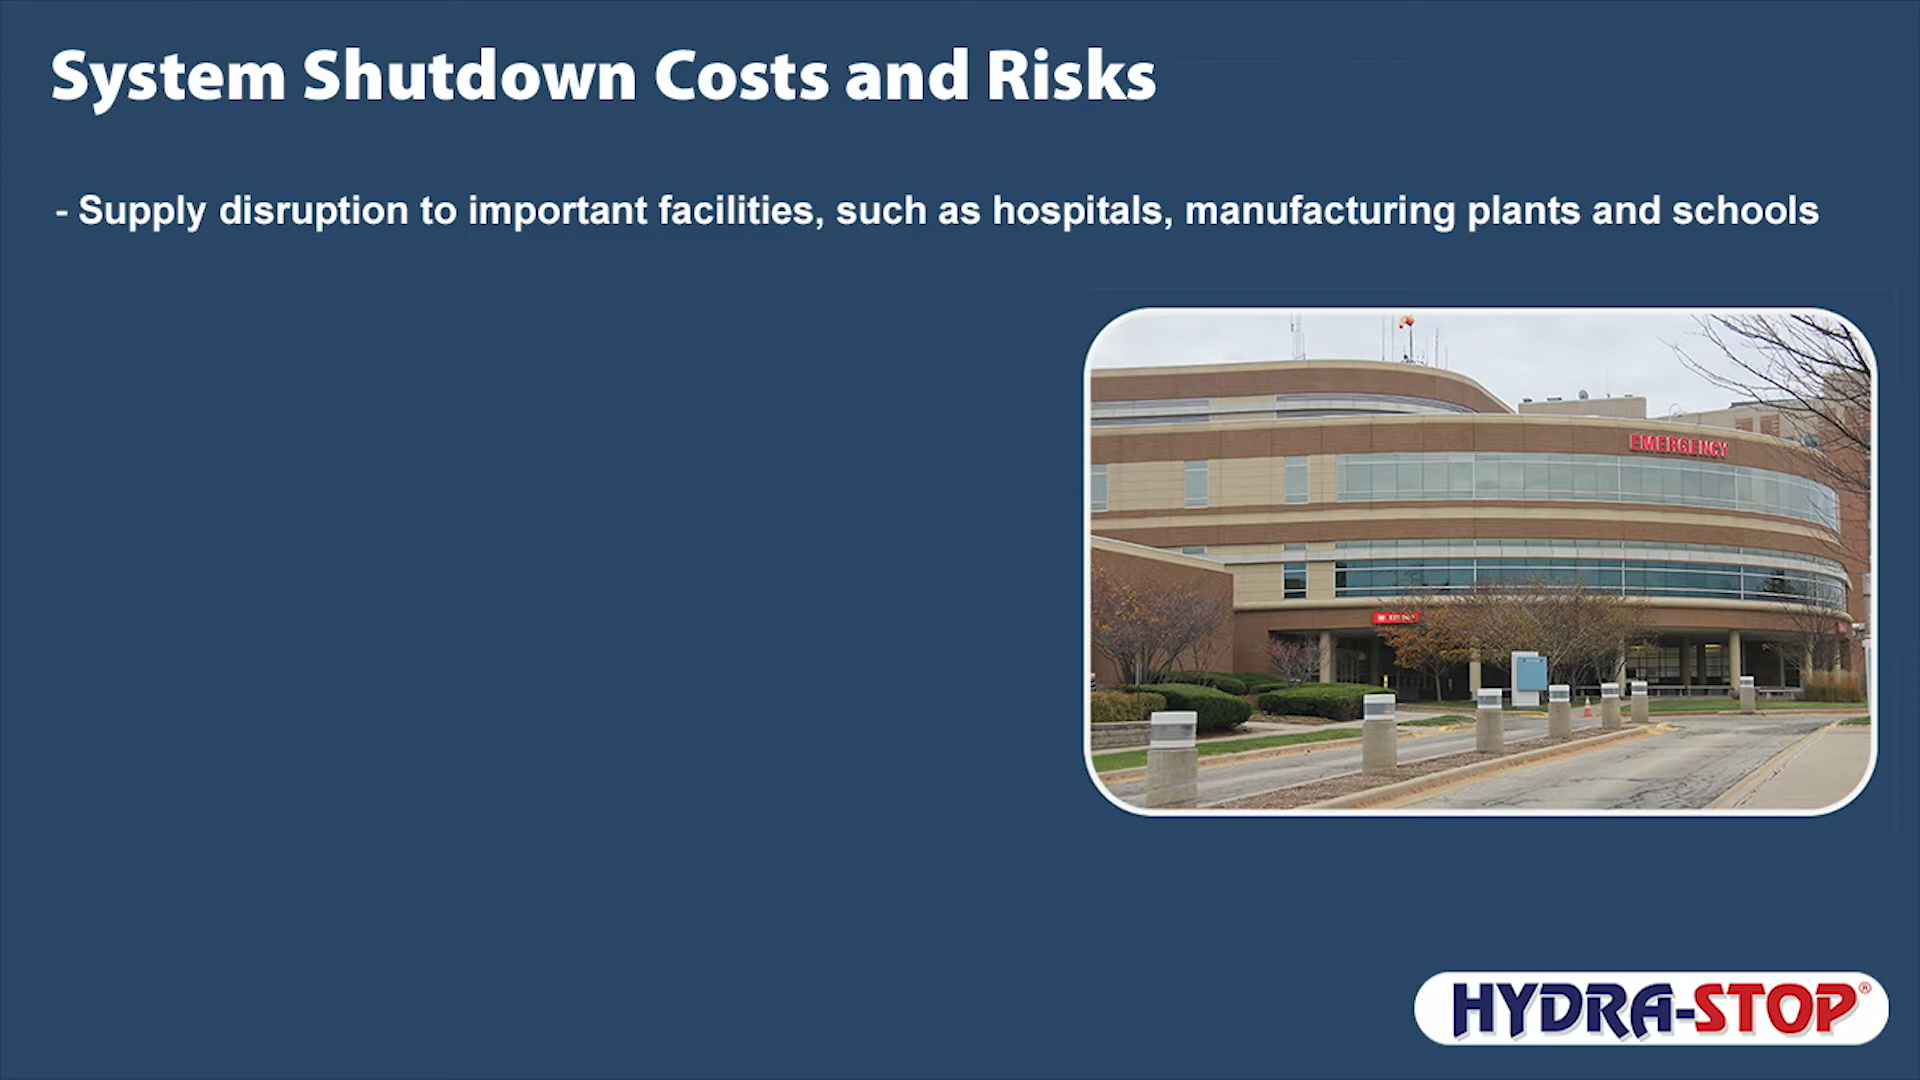 System Shutdown Costs and Risks
- Supply disruption to important facilities, such as hospitals, manufacturing plants and schools
EMERGENCY
HYDRA-STOP®